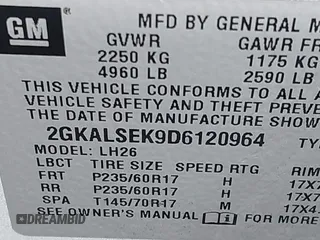 GM
MFD BY GENERAL M
GVWR GAWR FR
2250 KG 1175 KG
4960 LB 2590 LB
THIS VEHICLE CONFORMS TO ALL
VEHICLE SAFETY AND THEFT
THE DATE OF MANUFACTURE SHOW
2GKALSEK9D6120964 TY
MODEL: LH26
LBCT TIRE SIZE SPEED RTG RIM
FRT P235/60R17 H 17X7
RR P235/60R17 H 17X7
SPA T145/70R17 M 17X4
SEE OWNER'S MANUAL FOR MORE
DEARBID